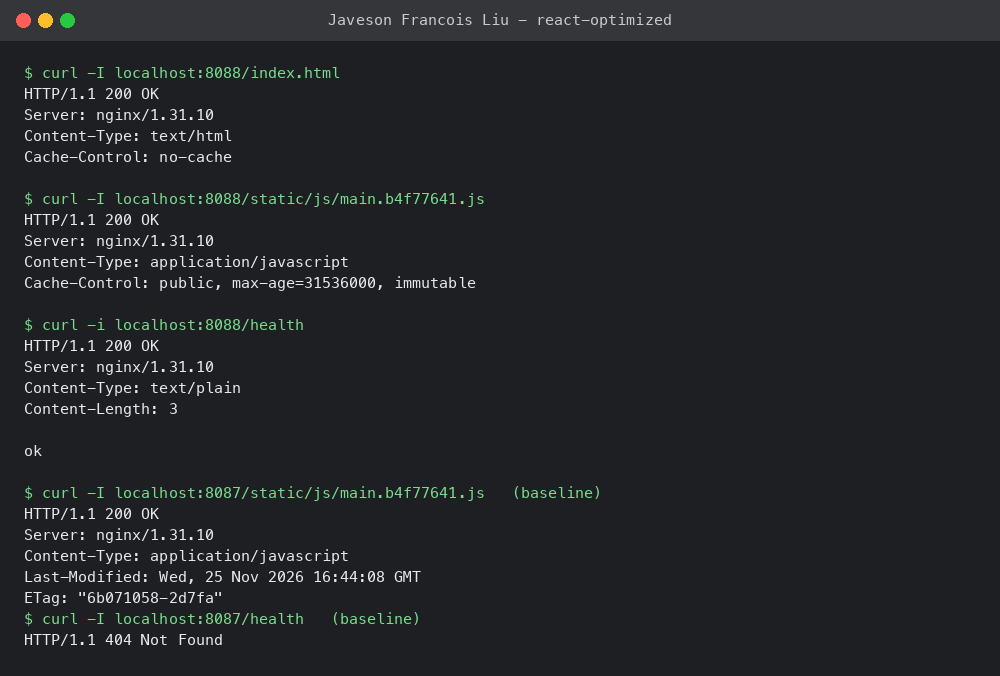 Javeson Francois Liu – react-optimized
$ curl -I localhost:8088/index.html
HTTP/1.1 200 OK
Server: nginx/1.31.10
Content-Type: text/html
Cache-Control: no-cache
$ curl -I localhost:8088/static/js/main.b4f77641.js
HTTP/1.1 200 OK
Server: nginx/1.31.10
Content-Type: application/javascript
Cache-Control: public, max-age=31536000, immutable
$ curl -i localhost:8088/health
HTTP/1.1 200 OK
Server: nginx/1.31.10
Content-Type: text/plain
Content-Length: 3
ok
$ curl -I localhost:8087/static/js/main.b4f77641.js   (baseline)
HTTP/1.1 200 OK
Server: nginx/1.31.10
Content-Type: application/javascript
Last-Modified: Wed, 25 Nov 2026 16:44:08 GMT
ETag: "6b071058-2d7fa"
$ curl -I localhost:8087/health   (baseline)
HTTP/1.1 404 Not Found